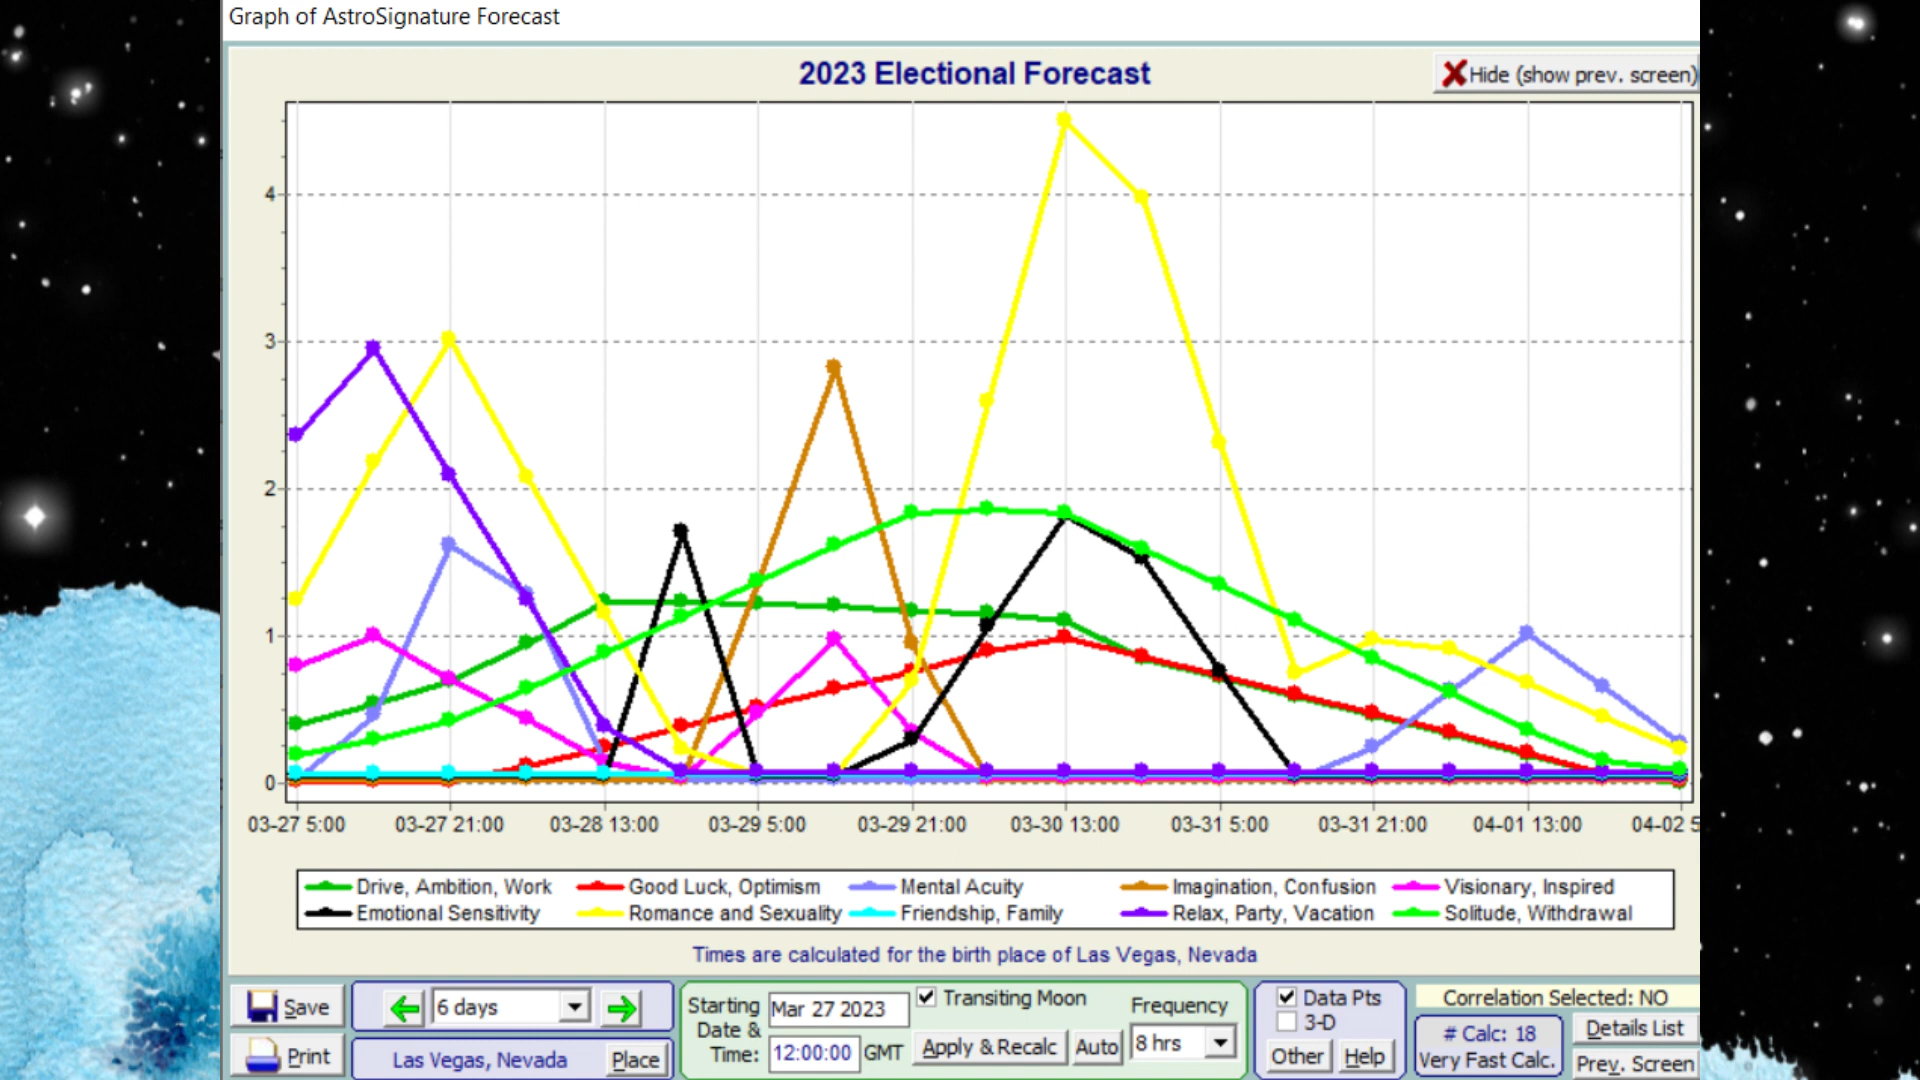 Graph of AstroSignature Forecast
2023 Electional Forecast
Hide (show prev. screen)
4
3
2
1
0
03-27 5:00 03-27 21:00 03-28 13:00 03-29 5:00 03-29 21:00 03-30 13:00 03-31 5:00 03-31 21:00 04-01 13:00 04-02 5
Drive, Ambition, Work Good Luck, Optimism Mental Acuity Imagination, Confusion Visionary, Inspired
Emotional Sensitivity Romance and Sexuality Friendship, Family Relax, Party, Vacation Solitude, Withdrawal
Times are calculated for the birth place of Las Vegas, Nevada
Save
6 days
Print
Las Vegas, Nevada
Place
Starting Date & Time:
Mar 27 2023
12:00:00 GMT
Transiting Moon
Apply & Recalc
Auto
Frequency
8 hrs
Data Pts
3-D
Other
Help
Correlation Selected: NO
# Calc: 18
Very Fast Calc.
Details List
Prev. Screen